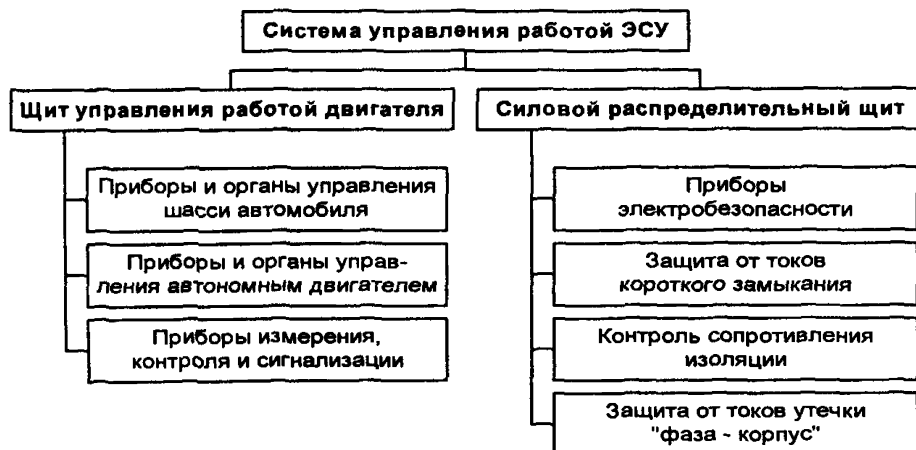 Система управления работой ЭСУ
Щит управления работой двигателя
Силовой распределительный щит
Приборы и органы управления
шасси автомобиля
Приборы и органы управ-
ления автономным двигателем
Приборы измерения,
контроля и сигнализации
Приборы
электробезопасности
Защита от токов
короткого замыкания
Контроль сопротивления
изоляции
Защита от токов утечки
"фаза - корпус"